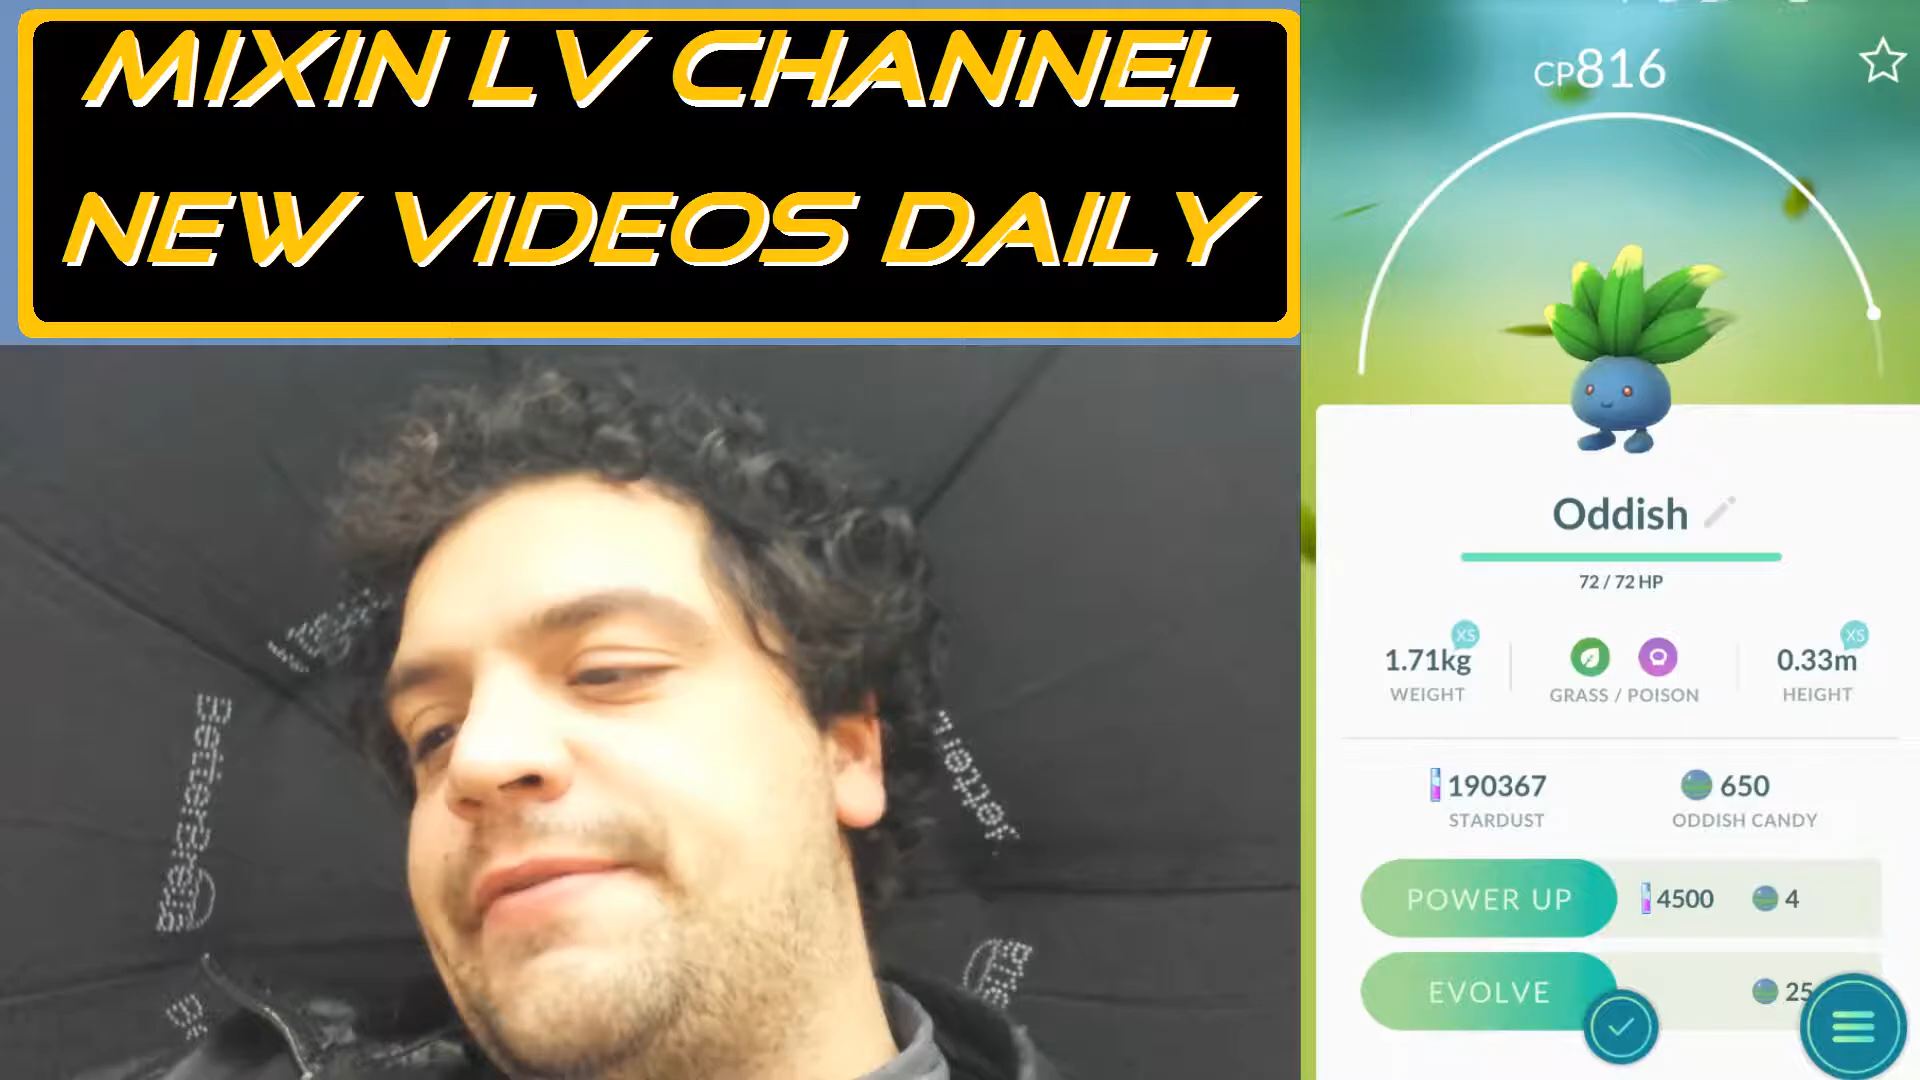 MIXIN LV CHANNEL
NEW VIDEOS DAILY
CP816
Oddish
72 / 72 HP
XS
XS
1.71kg
0.33m
WEIGHT
GRASS / POISON
HEIGHT
190367
650
STARDUST
ODDISH CANDY
POWER UP
4500
4
EVOLVE
25